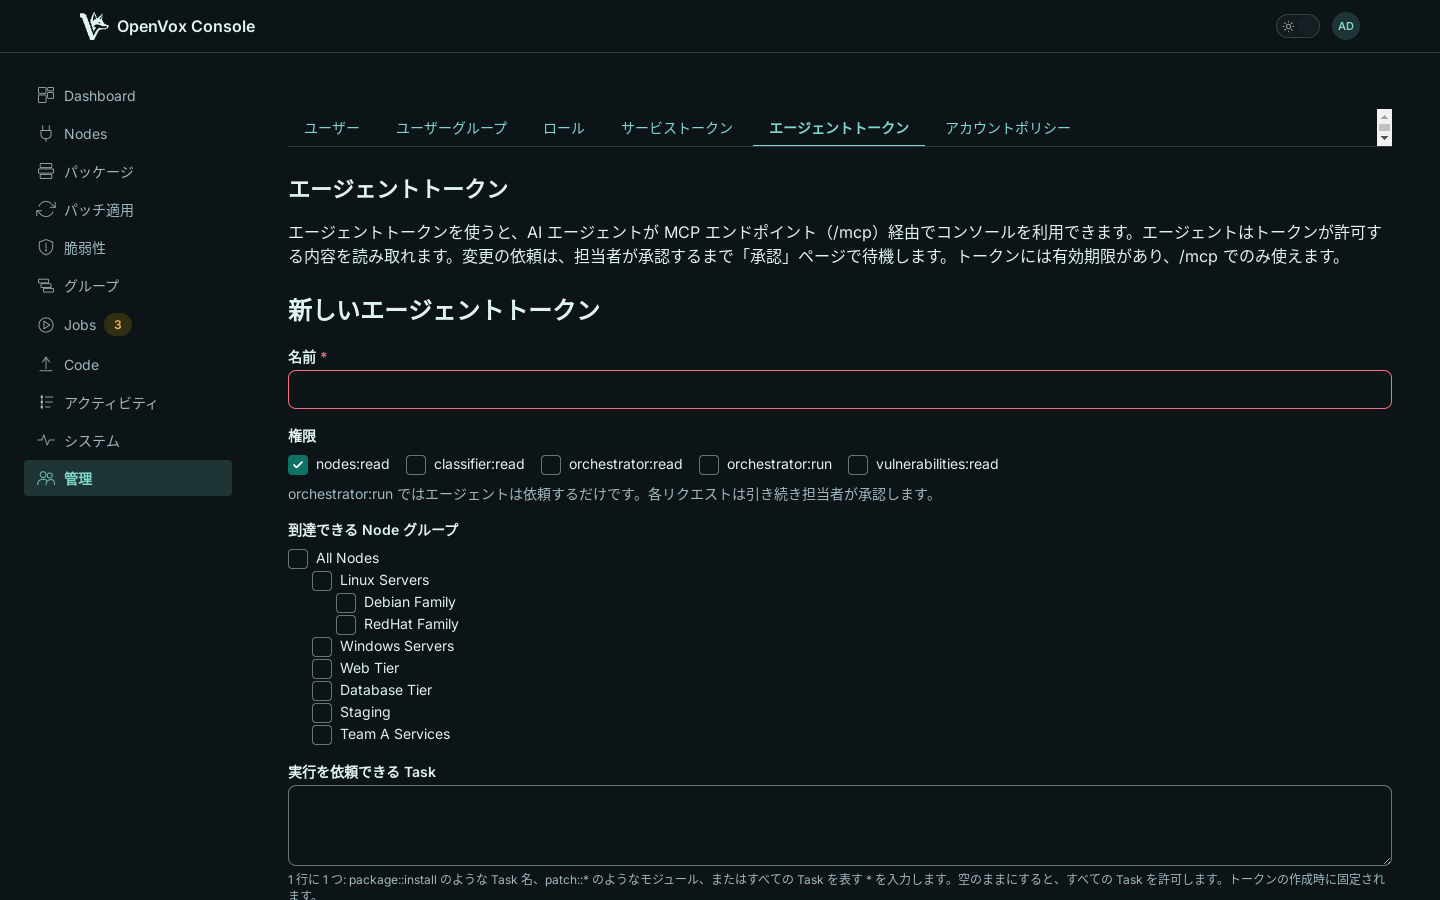 OpenVox Console
AD
Dashboard
Nodes
パッケージ
パッチ適用
脆弱性
グループ
Jobs 3
Code
アクティビティ
システム
管理
ユーザー ユーザーグループ ロール サービストークン エージェントトークン アカウントポリシー
エージェントトークン
エージェントトークンを使うと、AI エージェントが MCP エンドポイント（/mcp）経由でコンソールを利用できます。エージェントはトークンが許可す
る内容を読み取れます。変更の依頼は、担当者が承認するまで「承認」ページで待機します。トークンには有効期限があり、/mcp でのみ使えます。
新しいエージェントトークン
名前 *
権限
nodes:read classifier:read orchestrator:read orchestrator:run vulnerabilities:read
orchestrator:run ではエージェントは依頼するだけです。各リクエストは引き続き担当者が承認します。
到達できる Node グループ
All Nodes
Linux Servers
Debian Family
RedHat Family
Windows Servers
Web Tier
Database Tier
Staging
Team A Services
実行を依頼できる Task
1 行に 1 つ: package::install のような Task 名、patch::* のようなモジュール、またはすべての Task を表す * を入力します。空のままにすると、すべての Task を許可します。トークンの作成時に固定され
ます。